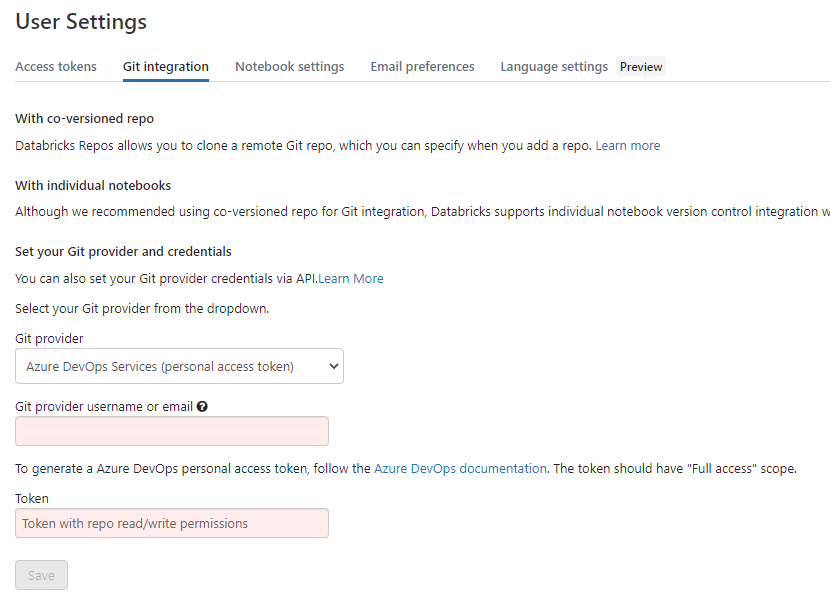 User Settings
Access tokens Git integration Notebook settings Email preferences Language settings Preview
With co-versioned repo
Databricks Repos allows you to clone a remote Git repo, which you can specify when you add a repo. Learn more
With individual notebooks
Although we recommended using co-versioned repo for Git integration, Databricks supports individual notebook version control integration w
Set your Git provider and credentials
You can also set your Git provider credentials via API.Learn More
Select your Git provider from the dropdown.
Git provider
Azure DevOps Services (personal access token)
Git provider username or email ?
To generate a Azure DevOps personal access token, follow the Azure DevOps documentation. The token should have "Full access" scope.
Token
Token with repo read/write permissions
Save